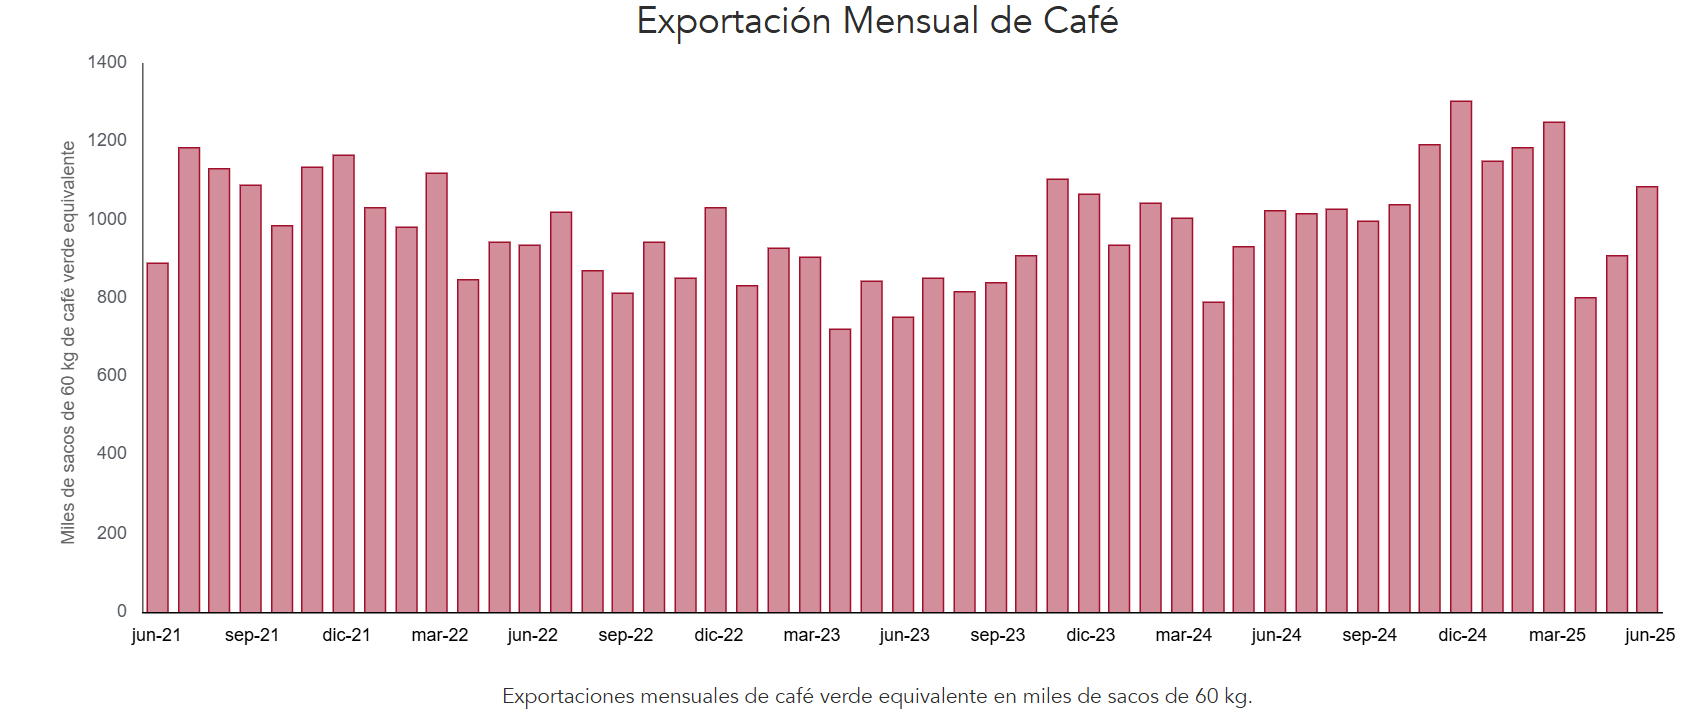 Exportación Mensual de Café
1400
1200
1000
800
600
400
200
0
Miles de sacos de 60 kg de café verde equivalente
jun-21 sep-21 dic-21 mar-22 jun-22 sep-22 dic-22 mar-23 jun-23 sep-23 dic-23 mar-24 jun-24 sep-24 dic-24 mar-25 jun-25
Exportaciones mensuales de café verde equivalente en miles de sacos de 60 kg.